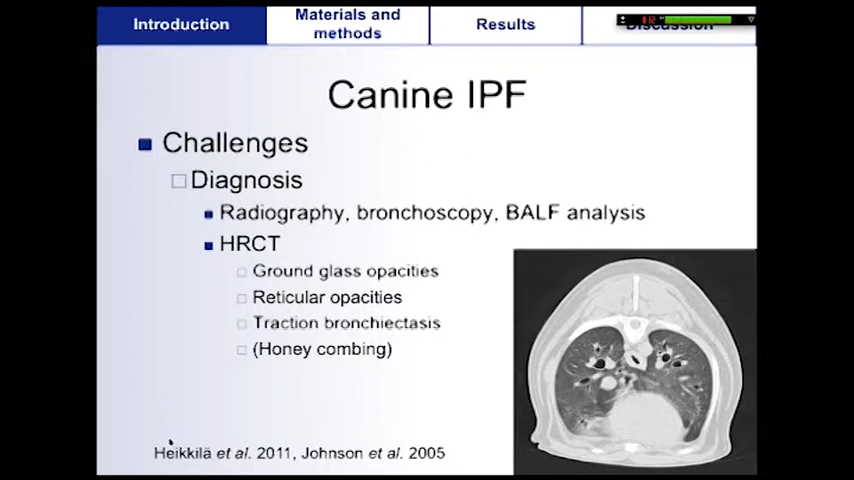 Introduction
Materials and
methods
Results
Discussion
Canine IPF
Challenges
Diagnosis
Radiography, bronchoscopy, BALF analysis
HRCT
Ground glass opacities
Reticular opacities
Traction bronchiectasis
(Honey combing)
Heikkilä et al. 2011, Johnson et al. 2005